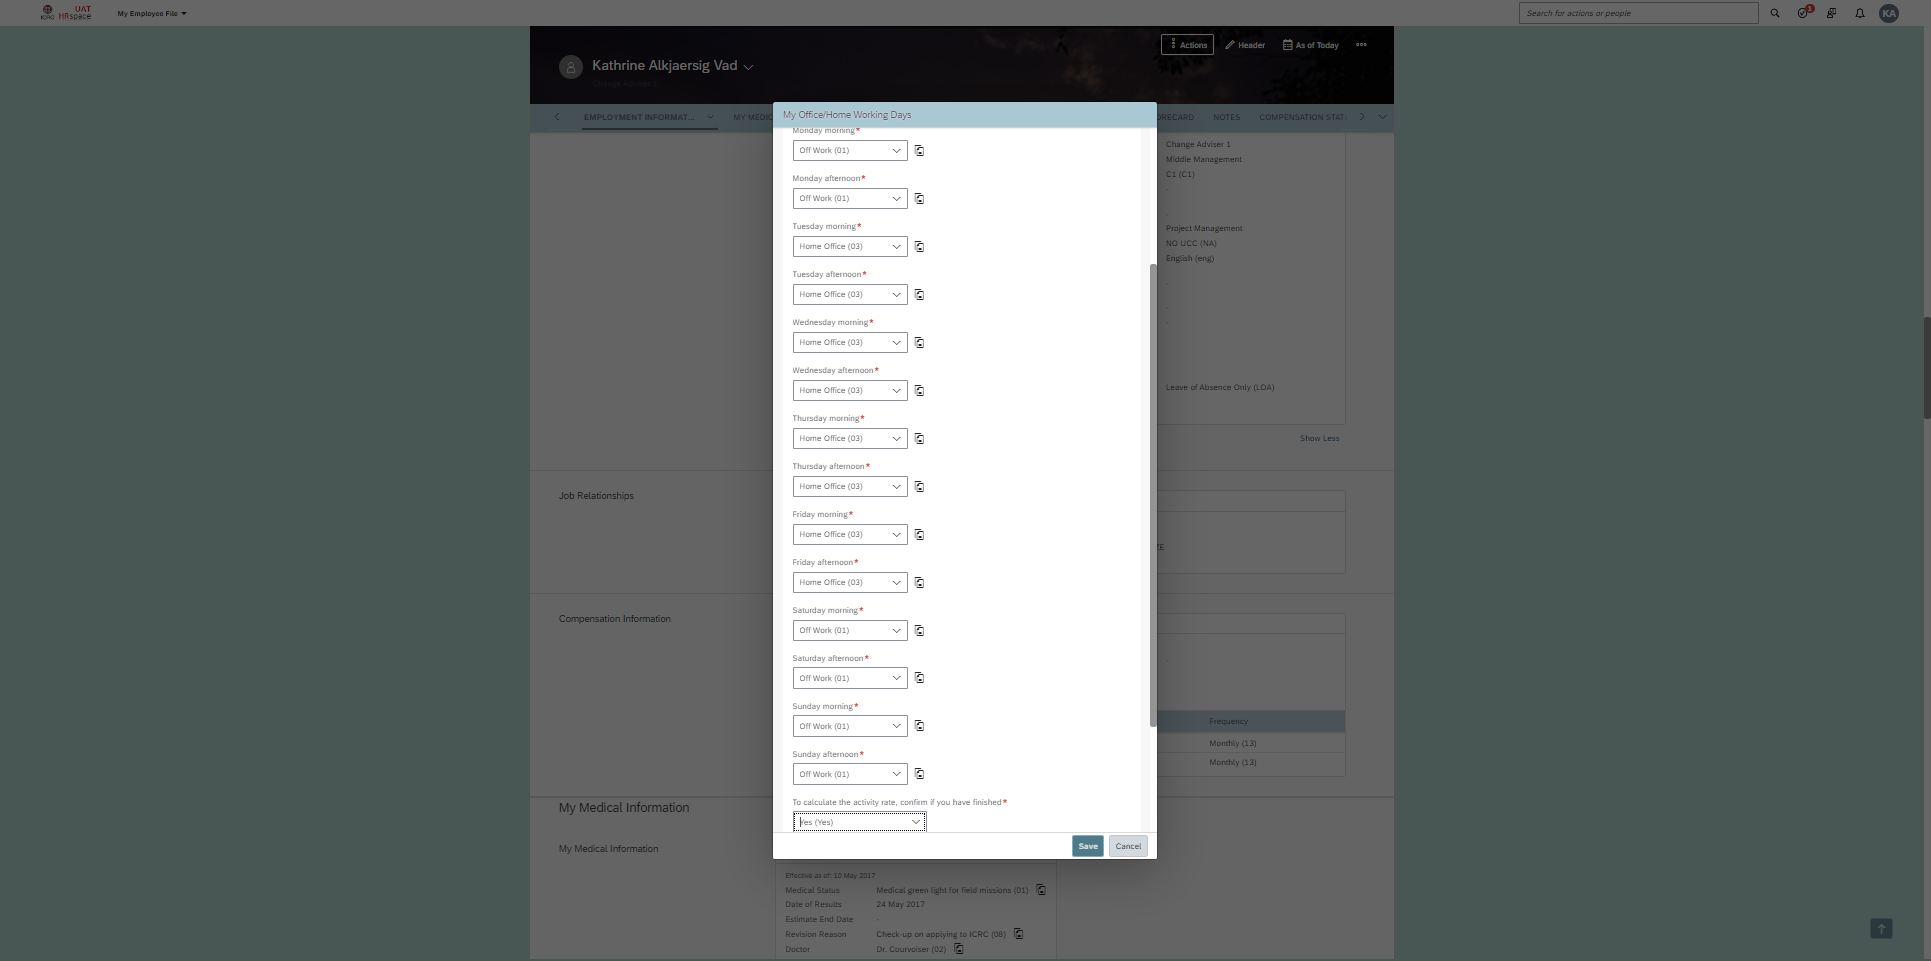 ICRC
UAT
HRspace
My Employee File
Search for actions or people
1
KA
Actions
Header
As of Today
Kathrine Alkjaersig Vad
Change Adviser 1
EMPLOYMENT INFORMAT...
MY MEDIC
ORECARD
NOTES
COMPENSATION STAT
My Office/Home Working Days
Monday morning*
Off Work (01)
Monday afternoon*
Off Work (01)
Tuesday morning*
Home Office (03)
Tuesday afternoon*
Home Office (03)
Wednesday morning*
Home Office (03)
Wednesday afternoon*
Home Office (03)
Thursday morning*
Home Office (03)
Thursday afternoon*
Home Office (03)
Friday morning*
Home Office (03)
Friday afternoon*
Home Office (03)
Saturday morning*
Off Work (01)
Saturday afternoon*
Off Work (01)
Sunday morning*
Off Work (01)
Sunday afternoon*
Off Work (01)
To calculate the activity rate, confirm if you have finished*
Yes (Yes)
Save
Cancel
Change Adviser 1
Middle Management
C1 (C1)
-
-
Project Management
NO UCC (NA)
English (eng)
-
-
-
Leave of Absence Only (LOA)
Show Less
Job Relationships
ZE
Compensation Information
-
Frequency
Monthly (13)
Monthly (13)
My Medical Information
My Medical Information
Effective as of: 10 May 2017
Medical Status Medical green light for field missions (01)
Date of Results 24 May 2017
Estimate End Date -
Revision Reason Check-up on applying to ICRC (08)
Doctor Dr. Courvoiser (02)